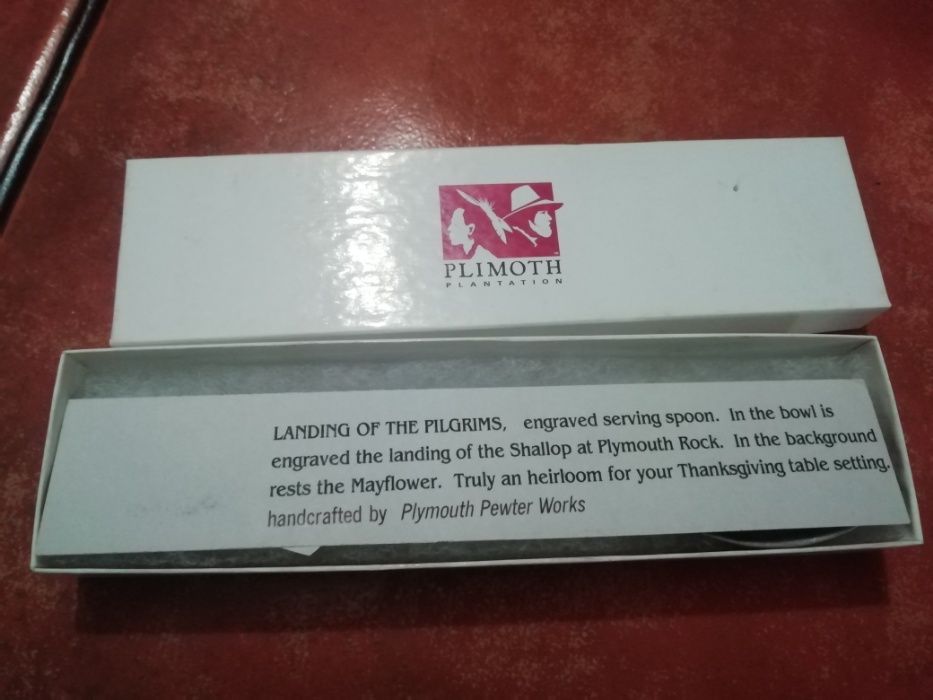 PLIMOTH
PLANTATION
LANDING OF THE PILGRIMS, engraved serving spoon. In the bowl is
engraved the landing of the Shallop at Plymouth Rock. In the background
rests the Mayflower. Truly an heirloom for your Thanksgiving table setting.
handcrafted by Plymouth Pewter Works